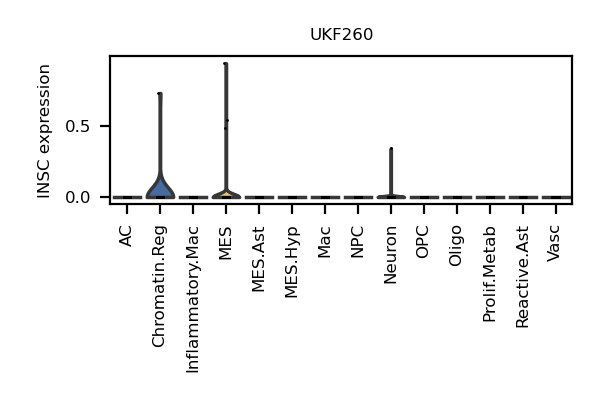 UKF260
INSC expression
0.5
0.0
AC
Chromatin.Reg
Inflammatory.Mac
MES
MES.Ast
MES.Hyp
Mac
NPC
Neuron
OPC
Oligo
Prolif.Metab
Reactive.Ast
Vasc